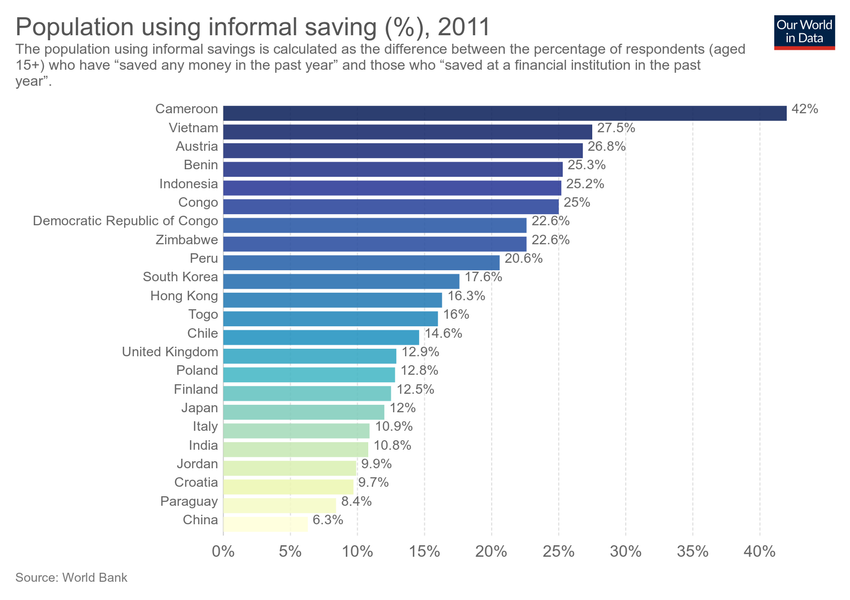 Population using informal saving (%), 2011
Our World
in Data
The population using informal savings is calculated as the difference between the percentage of respondents (aged
15+) who have “saved any money in the past year” and those who “saved at a financial institution in the past
year”.
Cameroon 42%
Vietnam 27.5%
Austria 26.8%
Benin 25.3%
Indonesia 25.2%
Congo 25%
Democratic Republic of Congo 22.6%
Zimbabwe 22.6%
Peru 20.6%
South Korea 17.6%
Hong Kong 16.3%
Togo 16%
Chile 14.6%
United Kingdom 12.9%
Poland 12.8%
Finland 12.5%
Japan 12%
Italy 10.9%
India 10.8%
Jordan 9.9%
Croatia 9.7%
Paraguay 8.4%
China 6.3%
0% 5% 10% 15% 20% 25% 30% 35% 40%
Source: World Bank